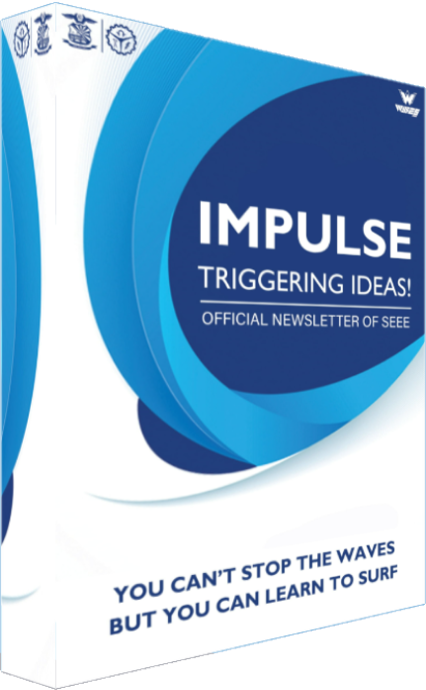 IMPULSE
TRIGGERING IDEAS!
OFFICIAL NEWSLETTER OF SEEE
YOU CAN'T STOP THE WAVES
BUT YOU CAN LEARN TO SURF